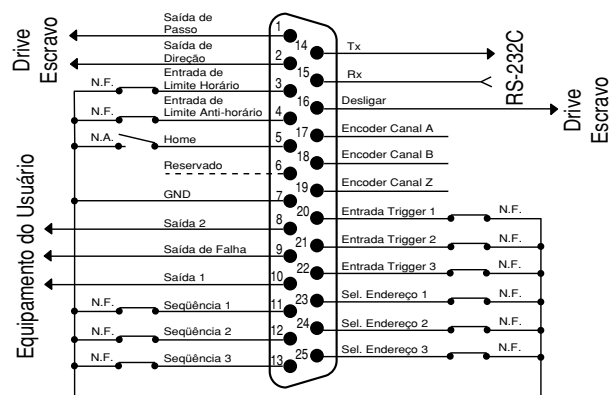 Drive
Escravo
Saída de
Passo
1
Saída de
Direção
2
N.F.
Entrada de
Limite Horário
3
N.F.
Entrada de
Limite Anti-horário
4
N.A.
Home
5
Reservado
6
GND
7
Equipamento do Usuário
Saída 2
8
Saída de Falha
9
Saída 1
10
N.F.
Seqüência 1
11
N.F.
Seqüência 2
12
N.F.
Seqüência 3
13
14
Tx
15
Rx
RS-232C
16
Desligar
Drive
Escravo
17
Encoder Canal A
18
Encoder Canal B
19
Encoder Canal Z
20
Entrada Trigger 1
N.F.
21
Entrada Trigger 2
N.F.
22
Entrada Trigger 3
N.F.
23
Sel. Endereço 1
N.F.
24
Sel. Endereço 2
N.F.
25
Sel. Endereço 3
N.F.